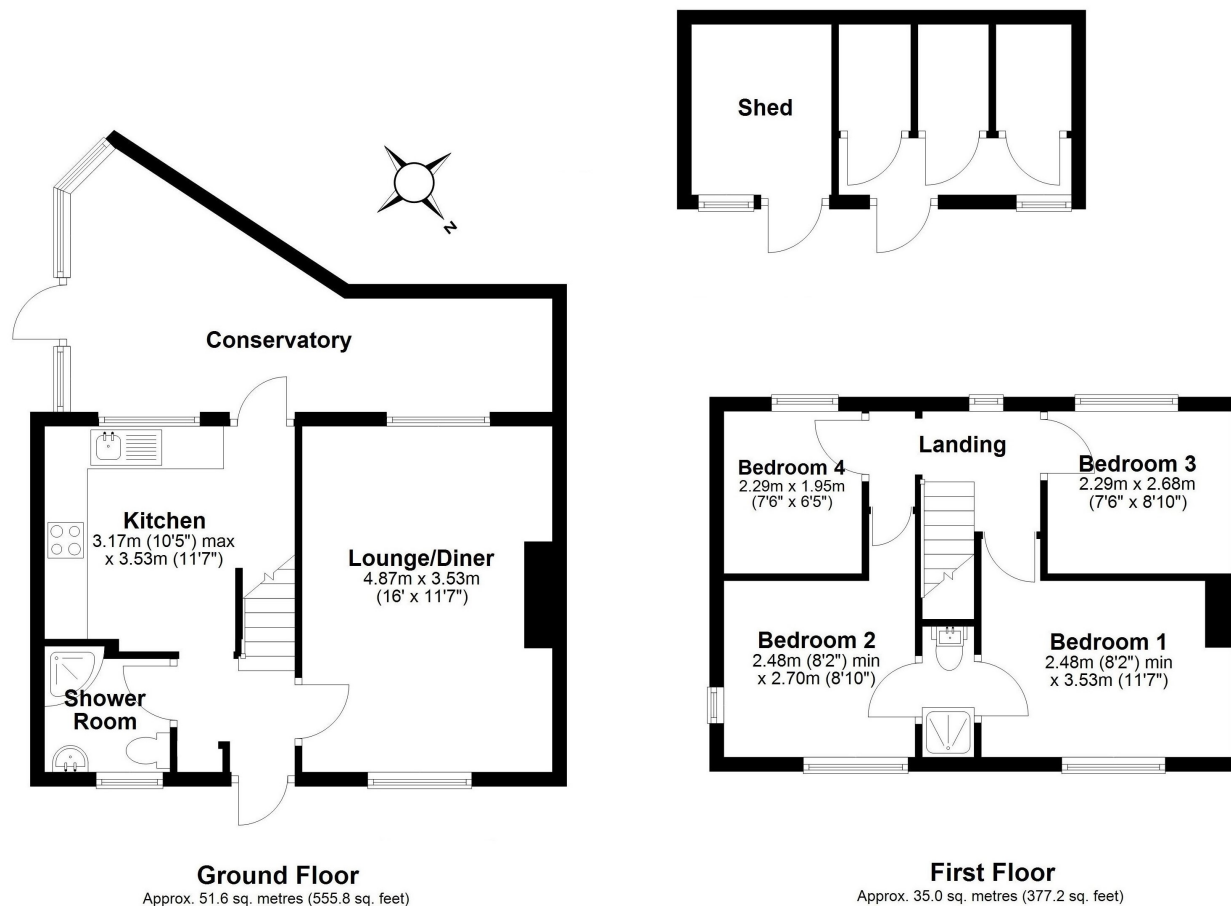 Shed
N
Conservatory
Kitchen
3.17m (10'5") max
x 3.53m (11'7")
Lounge/Diner
4.87m x 3.53m
(16' x 11'7")
Shower
Room
Ground Floor
Approx. 51.6 sq. metres (555.8 sq. feet)
Landing
Bedroom 4
2.29m x 1.95m
(7'6" x 6'5")
Bedroom 3
2.29m x 2.68m
(7'6" x 8'10")
Bedroom 2
2.48m (8'2") min
x 2.70m (8'10")
Bedroom 1
2.48m (8'2") min
x 3.53m (11'7")
First Floor
Approx. 35.0 sq. metres (377.2 sq. feet)